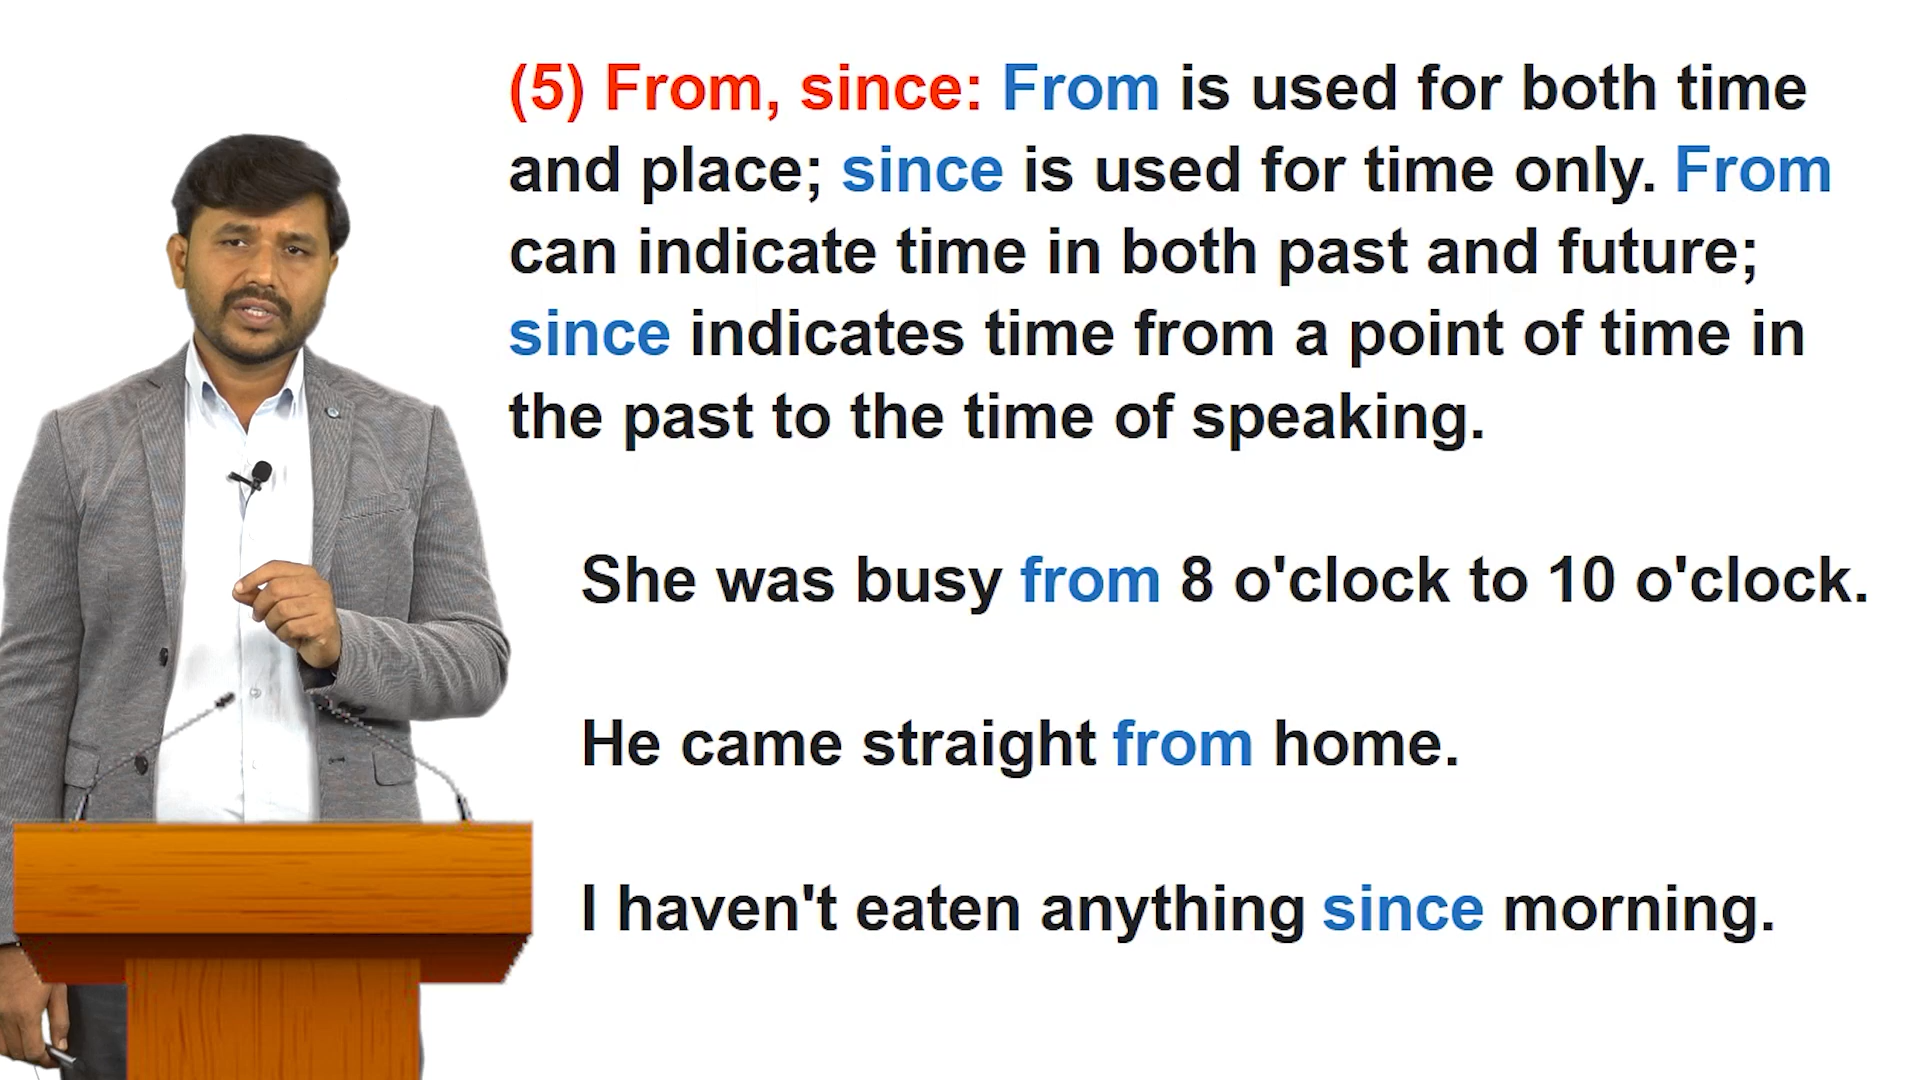 (5) From, since: From is used for both time
and place; since is used for time only. From
can indicate time in both past and future;
since indicates time from a point of time in
the past to the time of speaking.
She was busy from 8 o'clock to 10 o'clock.
He came straight from home.
I haven't eaten anything since morning.